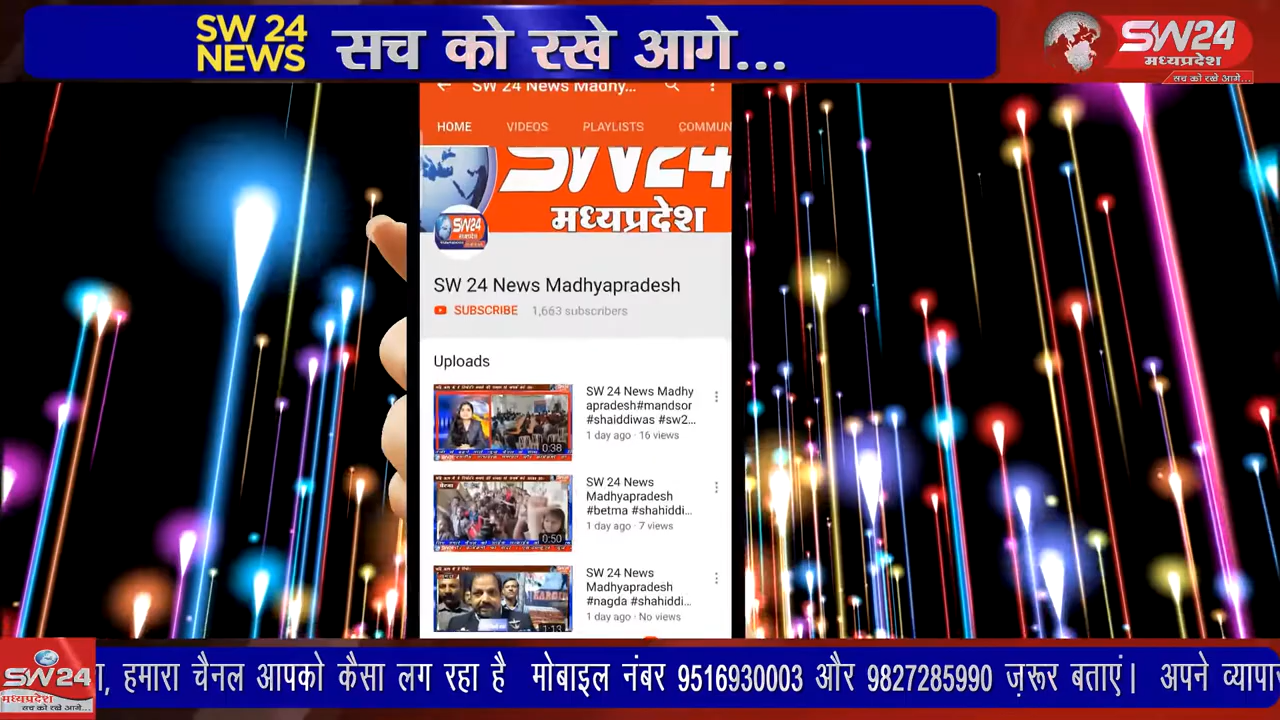 SW 24
NEWS
सच को रखे आगे...
SW24
मध्यप्रदेश
सच को रखे आगे...
SW 24 News Madhy...
HOME VIDEOS PLAYLISTS COMMUN
SW24
मध्यप्रदेश
SW24
SW 24 News Madhyapradesh
SUBSCRIBE 1,663 subscribers
Uploads
SW 24 News Madhy
apradesh#mandsor
#shaiddiwas #sw2...
1 day ago · 16 views
0:38
SW 24 News
Madhyapradesh
#betma #shahiddi...
1 day ago · 7 views
0:50
SW 24 News
Madhyapradesh
#nagda #shahiddi...
1 day ago · No views
1:13
SW24
मध्यप्रदेश
सच को रखे आगे...
हमारा चैनल आपको कैसा लग रहा है मोबाइल नंबर 9516930003 और 9827285990 ज़रूर बताएं| अपने व्यापार